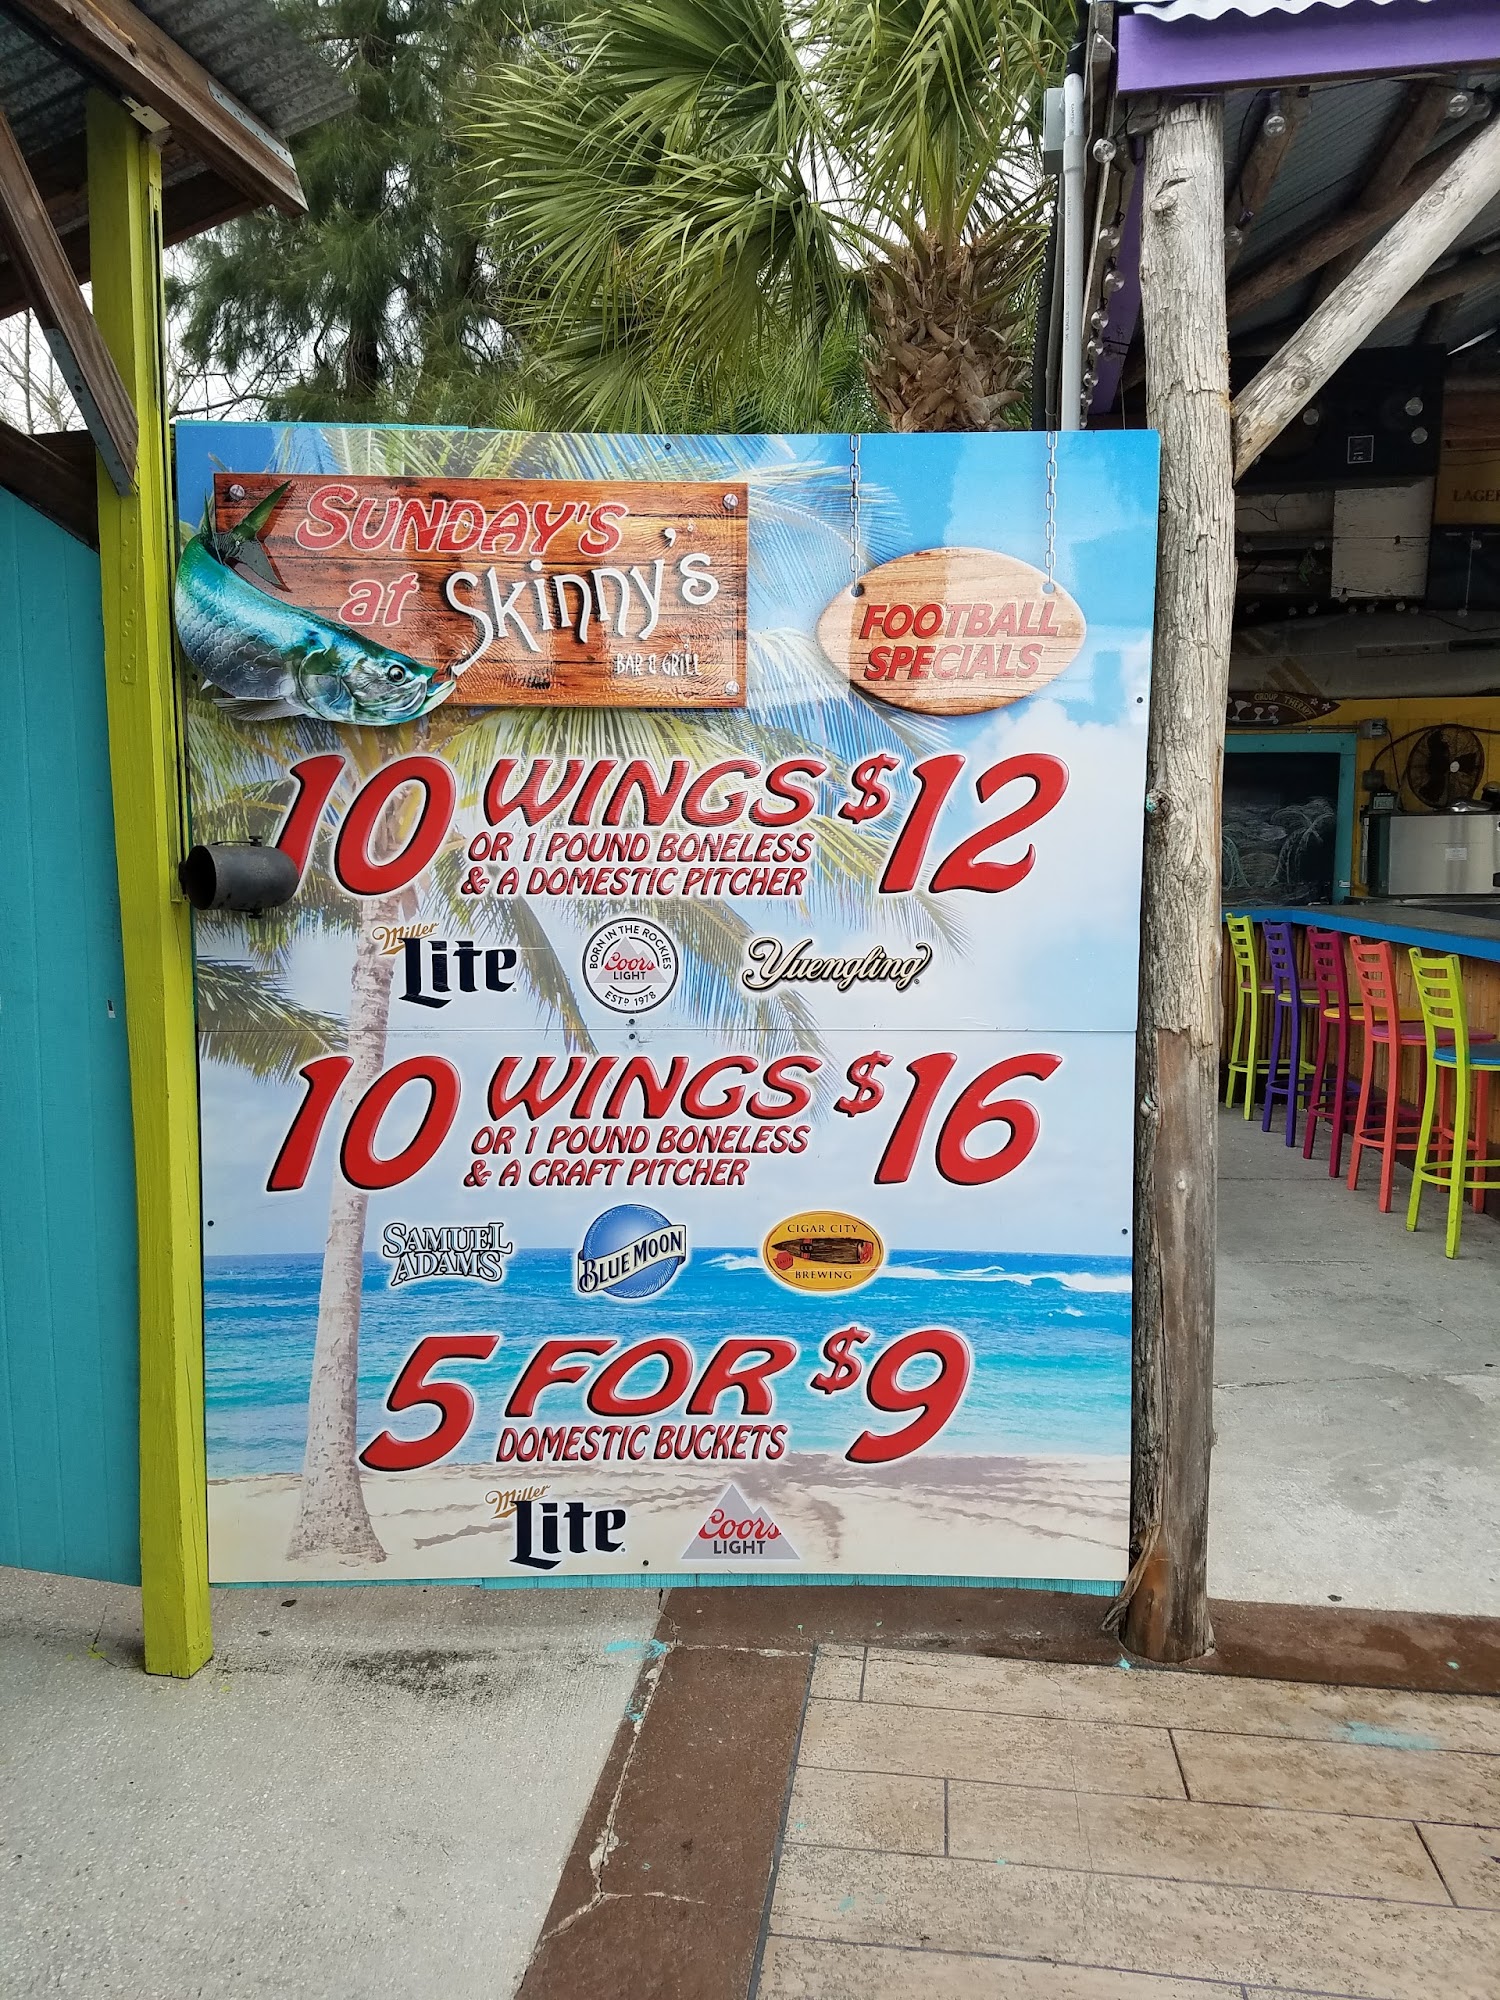 SUNDAY'S
at Skinny's
BAR & GRILL
FOOTBALL
SPECIALS
10 WINGS $12
OR 1 POUND BONELESS
& A DOMESTIC PITCHER
Miller
Lite
BORN IN THE ROCKIES
Coors
LIGHT
ESTD 1978
Yuengling
10 WINGS $16
OR 1 POUND BONELESS
& A CRAFT PITCHER
SAMUEL
ADAMS
BLUE MOON
CIGAR CITY
BREWING
5 FOR $9
DOMESTIC BUCKETS
Miller
Lite
Coors
LIGHT
GROUP THERAPY